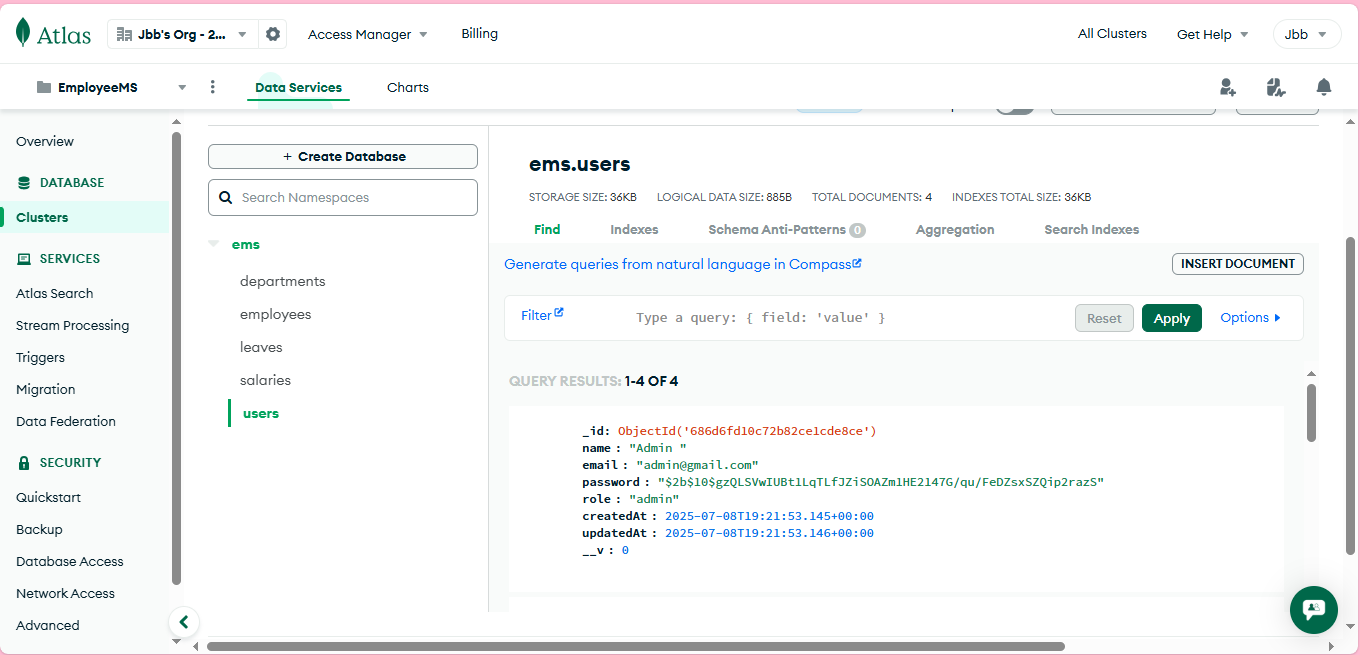 Atlas
Jbb's Org - 2...
Access Manager
Billing
All Clusters
Get Help
Jbb
EmployeeMS
Data Services
Charts
Overview
DATABASE
Clusters
SERVICES
Atlas Search
Stream Processing
Triggers
Migration
Data Federation
SECURITY
Quickstart
Backup
Database Access
Network Access
Advanced
+ Create Database
Search Namespaces
ems
departments
employees
leaves
salaries
users
ems.users
STORAGE SIZE: 36KB LOGICAL DATA SIZE: 885B TOTAL DOCUMENTS: 4 INDEXES TOTAL SIZE: 36KB
Find Indexes Schema Anti-Patterns 0 Aggregation Search Indexes
Generate queries from natural language in Compass
INSERT DOCUMENT
Filter
Type a query: { field: 'value' }
Reset
Apply
Options
QUERY RESULTS: 1-4 OF 4
_id: ObjectId('686d6fd10c72b82ce1cde8ce')
name : "Admin "
email : "admin@gmail.com"
password : "$2b$10$gzQLSVwIUBt1LqTLfJZiSOAZm1HE2147G/qu/FeDZsxSZQip2razS"
role : "admin"
createdAt : 2025-07-08T19:21:53.145+00:00
updatedAt : 2025-07-08T19:21:53.146+00:00
__v : 0